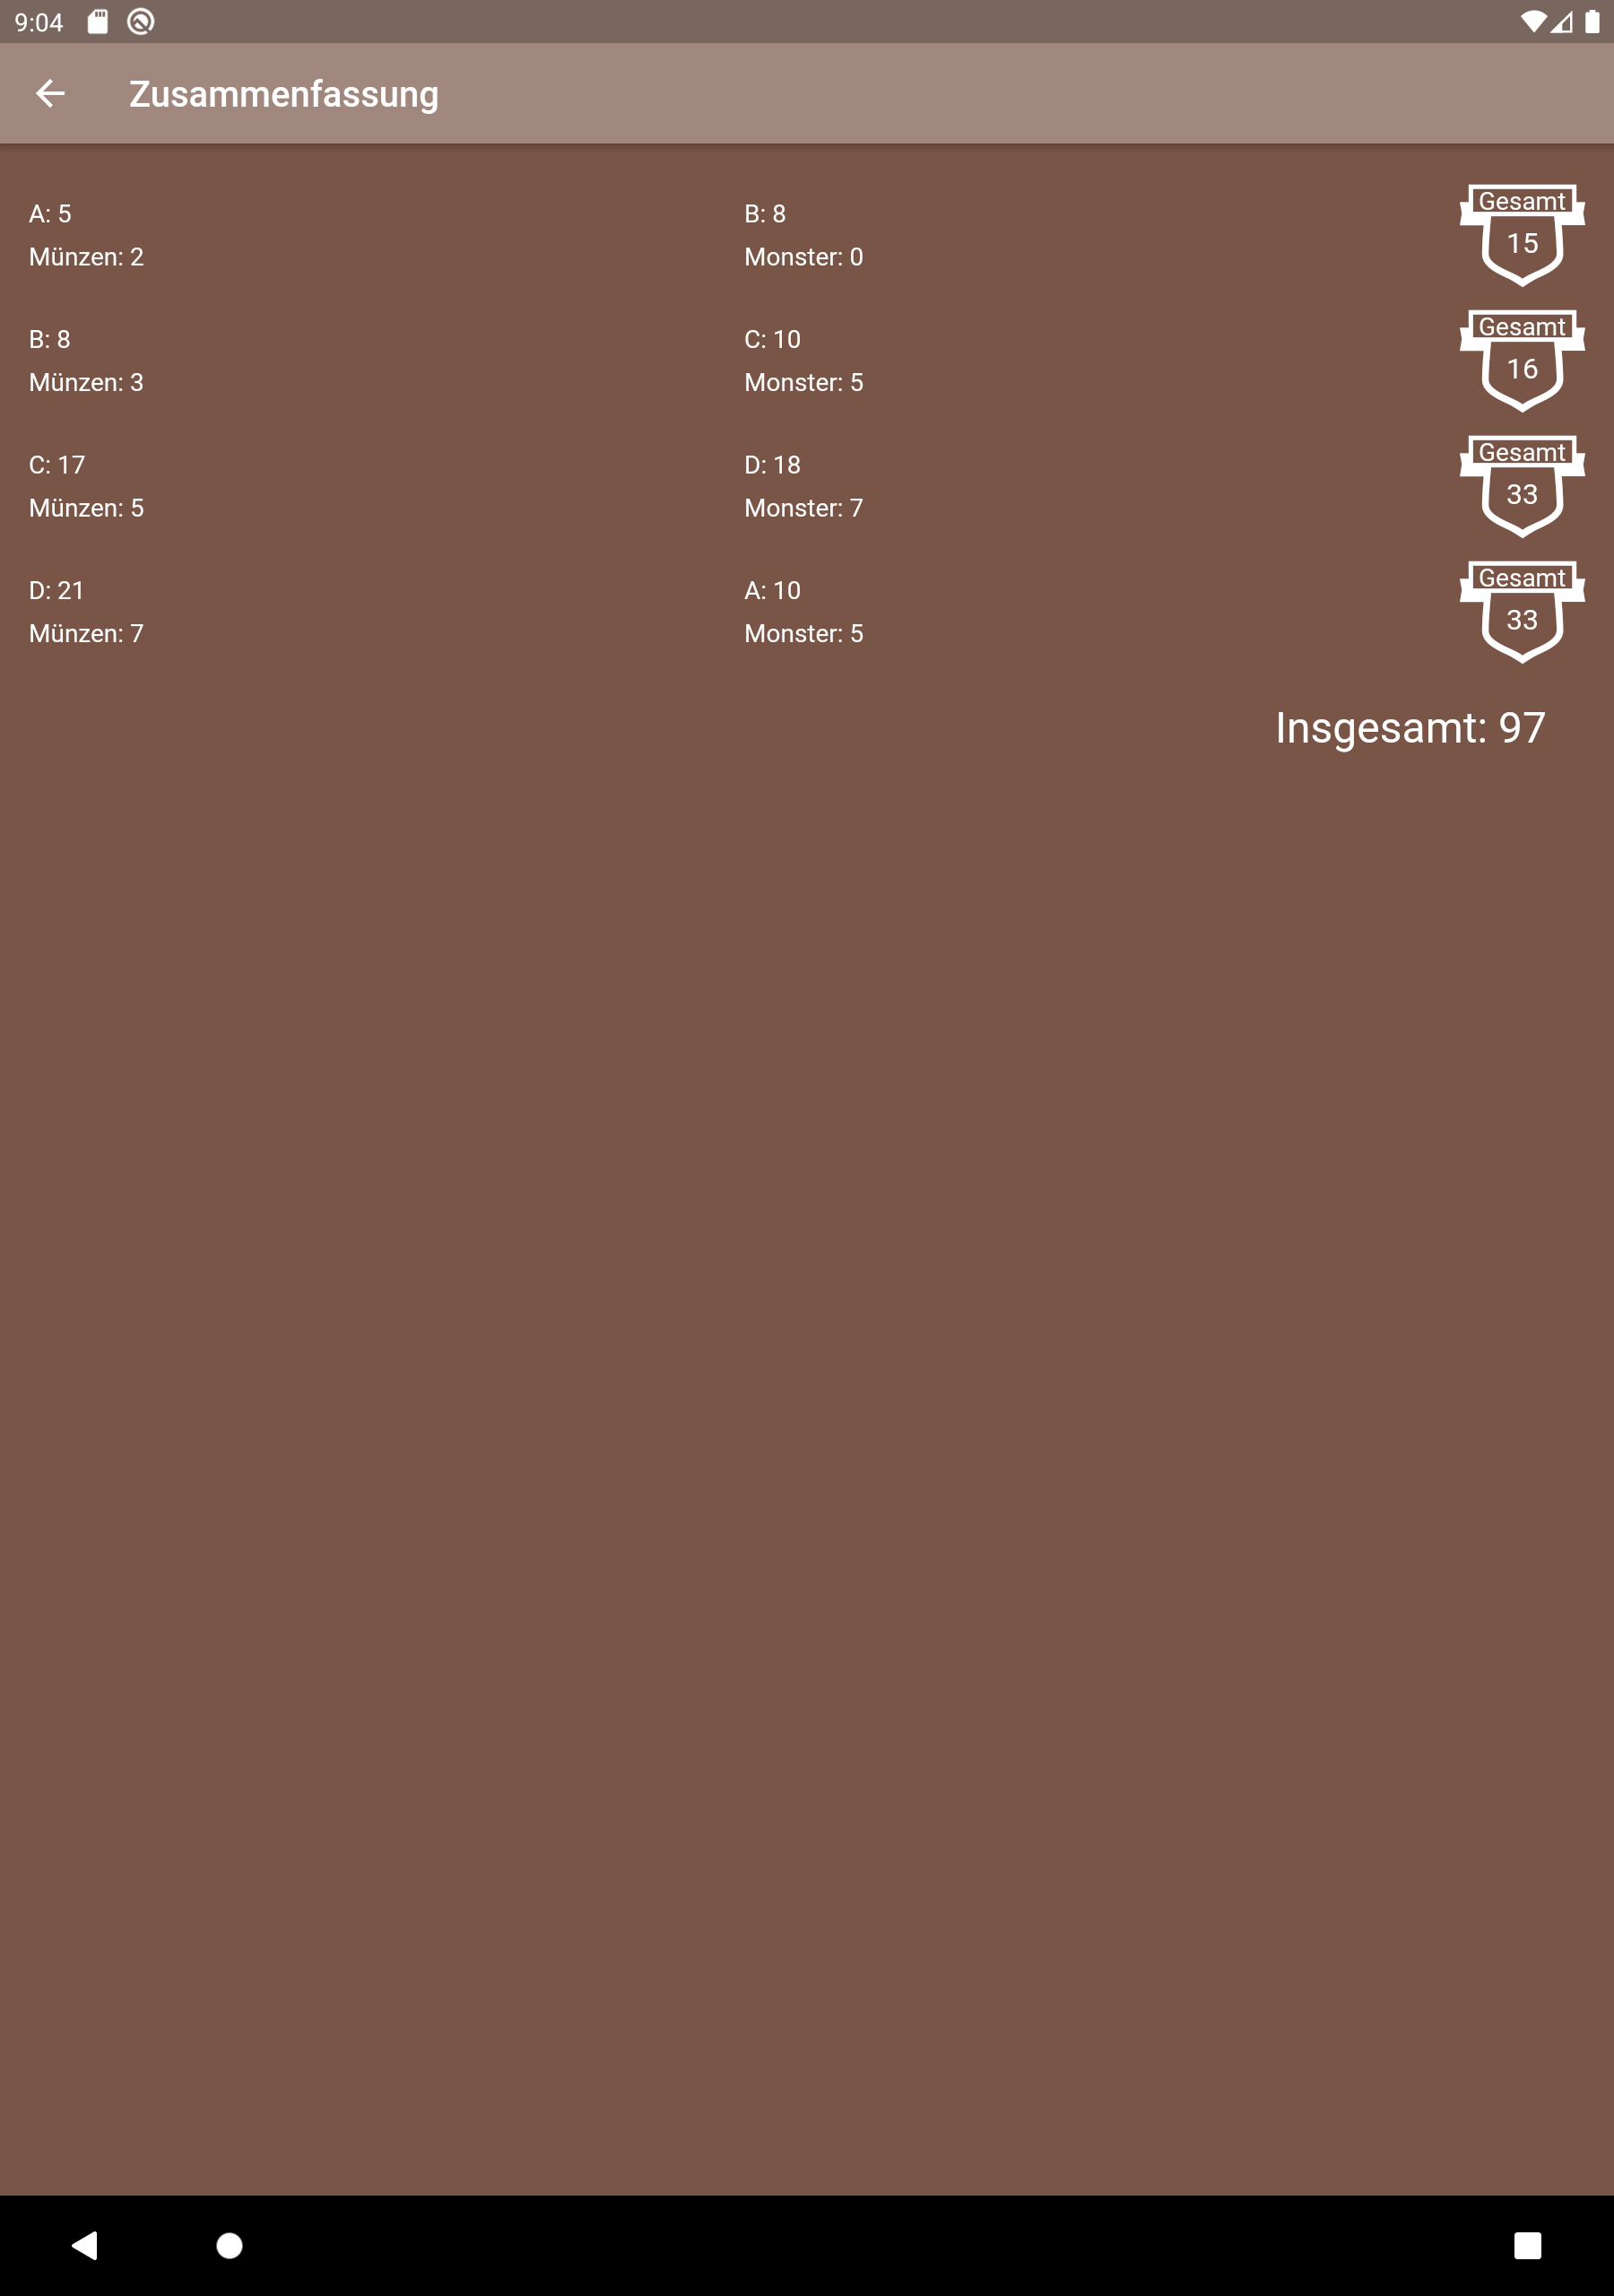 9:04
Zusammenfassung
A: 5 B: 8 Gesamt
Münzen: 2 Monster: 0 15
B: 8 C: 10 Gesamt
Münzen: 3 Monster: 5 16
C: 17 D: 18 Gesamt
Münzen: 5 Monster: 7 33
D: 21 A: 10 Gesamt
Münzen: 7 Monster: 5 33
Insgesamt: 97